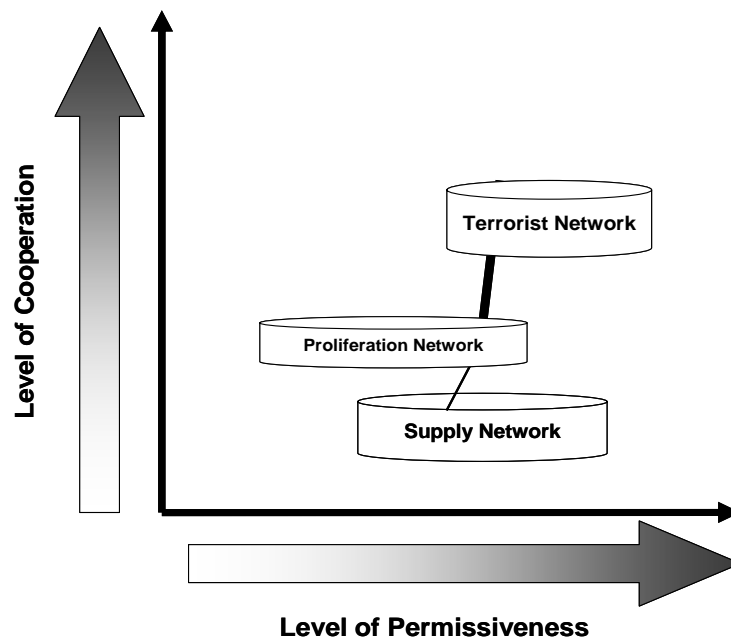 Level of Cooperation
Terrorist Network
Proliferation Network
Supply Network
Level of Permissiveness